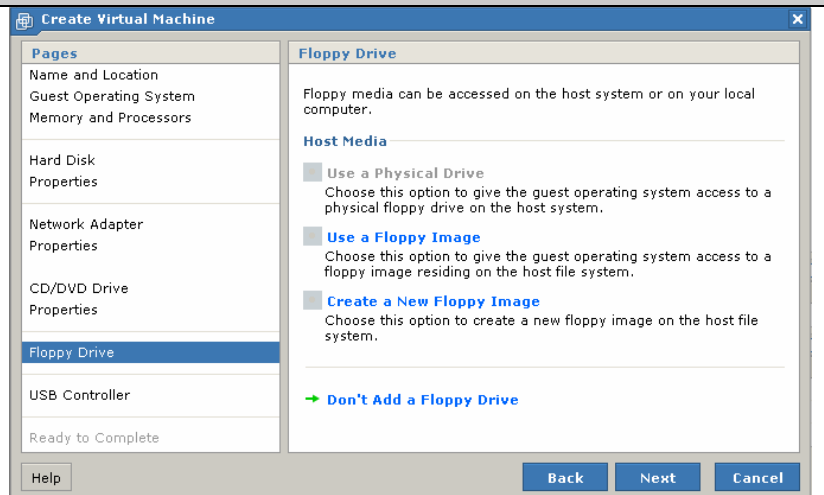 Create Virtual Machine
Pages
Name and Location
Guest Operating System
Memory and Processors
Hard Disk
Properties
Network Adapter
Properties
CD/DVD Drive
Properties
Floppy Drive
USB Controller
Ready to Complete
Floppy Drive
Floppy media can be accessed on the host system or on your local
computer.
Host Media
Use a Physical Drive
Choose this option to give the guest operating system access to a
physical floppy drive on the host system.
Use a Floppy Image
Choose this option to give the guest operating system access to a
floppy image residing on the host file system.
Create a New Floppy Image
Choose this option to create a new floppy image on the host file
system.
Don't Add a Floppy Drive
Help
Back
Next
Cancel